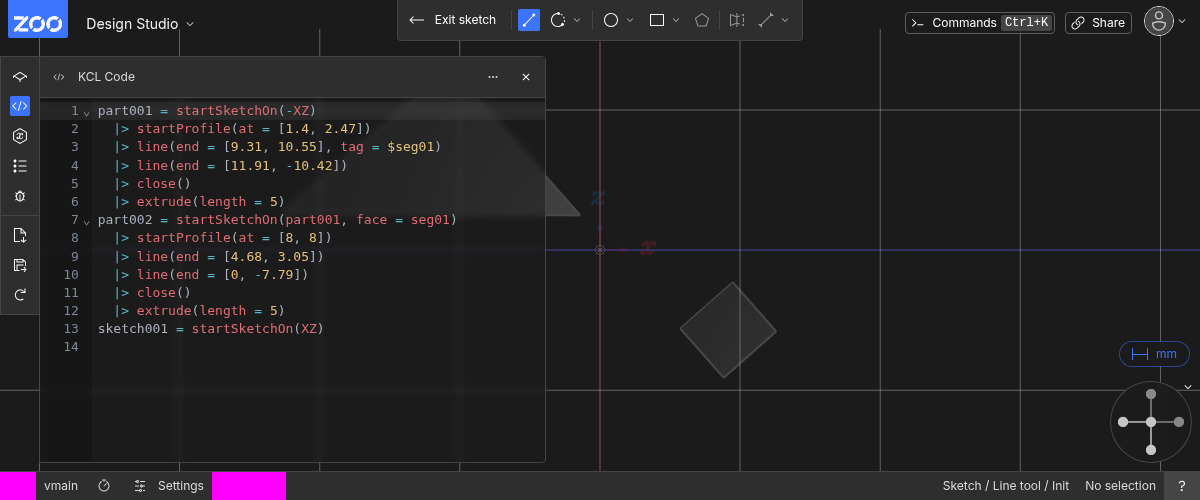 ZOO
Design Studio
Exit sketch
Commands Ctrl+K
Share
KCL Code
1 part001 = startSketchOn(-XZ)
2 |> startProfile(at = [1.4, 2.47])
3 |> line(end = [9.31, 10.55], tag = $seg01)
4 |> line(end = [11.91, -10.42])
5 |> close()
6 |> extrude(length = 5)
7 part002 = startSketchOn(part001, face = seg01)
8 |> startProfile(at = [8, 8])
9 |> line(end = [4.68, 3.05])
10 |> line(end = [0, -7.79])
11 |> close()
12 |> extrude(length = 5)
13 sketch001 = startSketchOn(XZ)
14
z
x
mm
vmain
Settings
Sketch / Line tool / Init
No selection
?